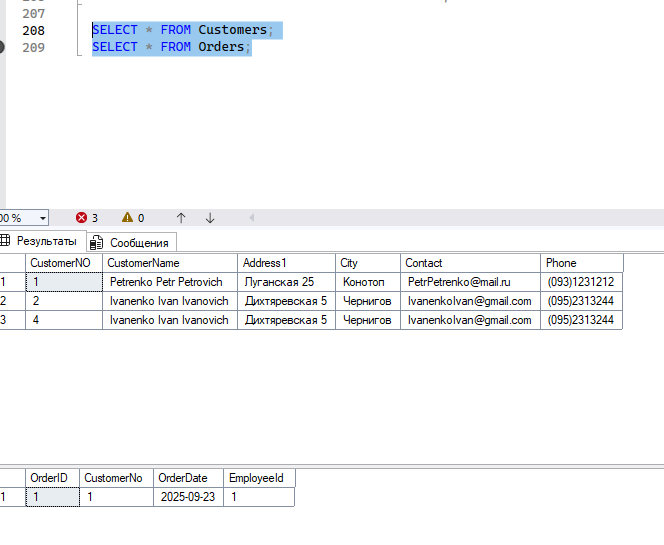 207
208 SELECT * FROM Customers;
209 SELECT * FROM Orders;
3 0
Результаты Сообщения
CustomerNO CustomerName Address1 City Contact Phone
1 1 Petrenko Petr Petrovich Луганская 25 Конотоп PetrPetrenko@mail.ru (093)1231212
2 2 Ivanenko Ivan Ivanovich Дихтяревская 5 Чернигов IvanenkoIvan@gmail.com (095)2313244
3 4 Ivanenko Ivan Ivanovich Дихтяревская 5 Чернигов IvanenkoIvan@gmail.com (095)2313244
OrderID CustomerNo OrderDate EmployeeId
1 1 1 2025-09-23 1